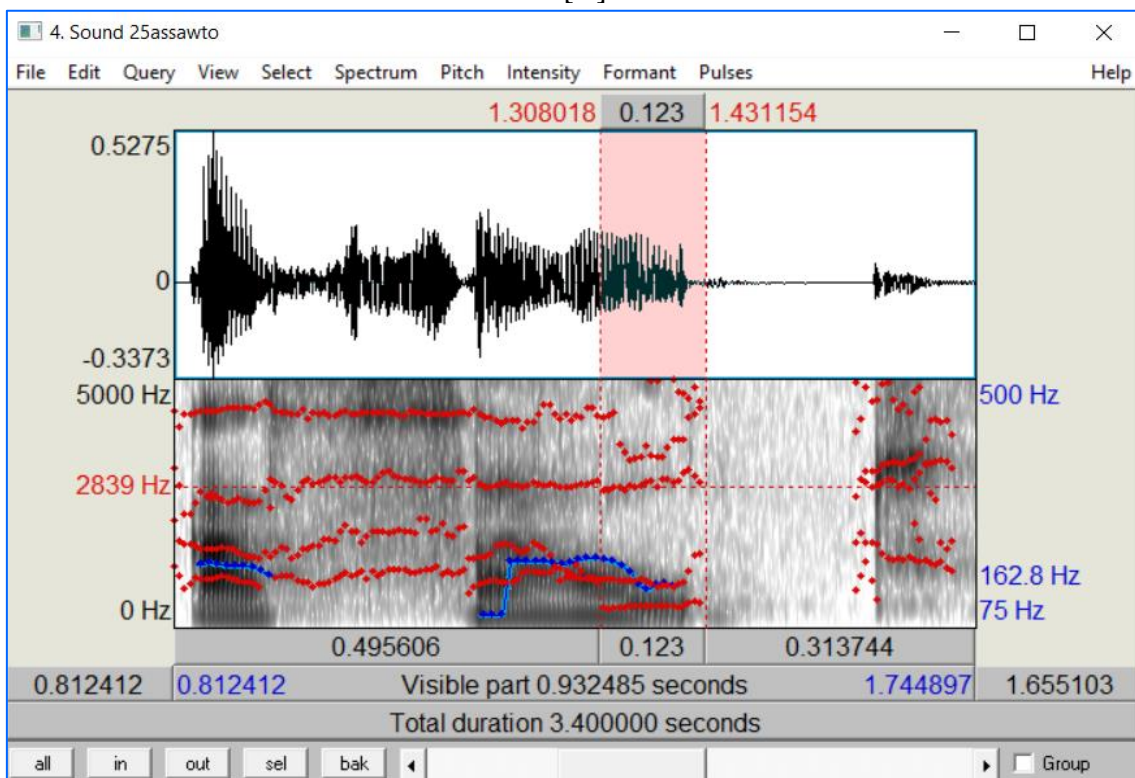 4. Sound 25assawto
File Edit Query View Select Spectrum Pitch Intensity Formant Pulses Help
1.308018 0.123 1.431154
0.5275
0
-0.3373
5000 Hz 500 Hz
2839 Hz
162.8 Hz
0 Hz 75 Hz
0.495606 0.123 0.313744
0.812412 0.812412 Visible part 0.932485 seconds 1.744897 1.655103
Total duration 3.400000 seconds
all in out sel bak Group